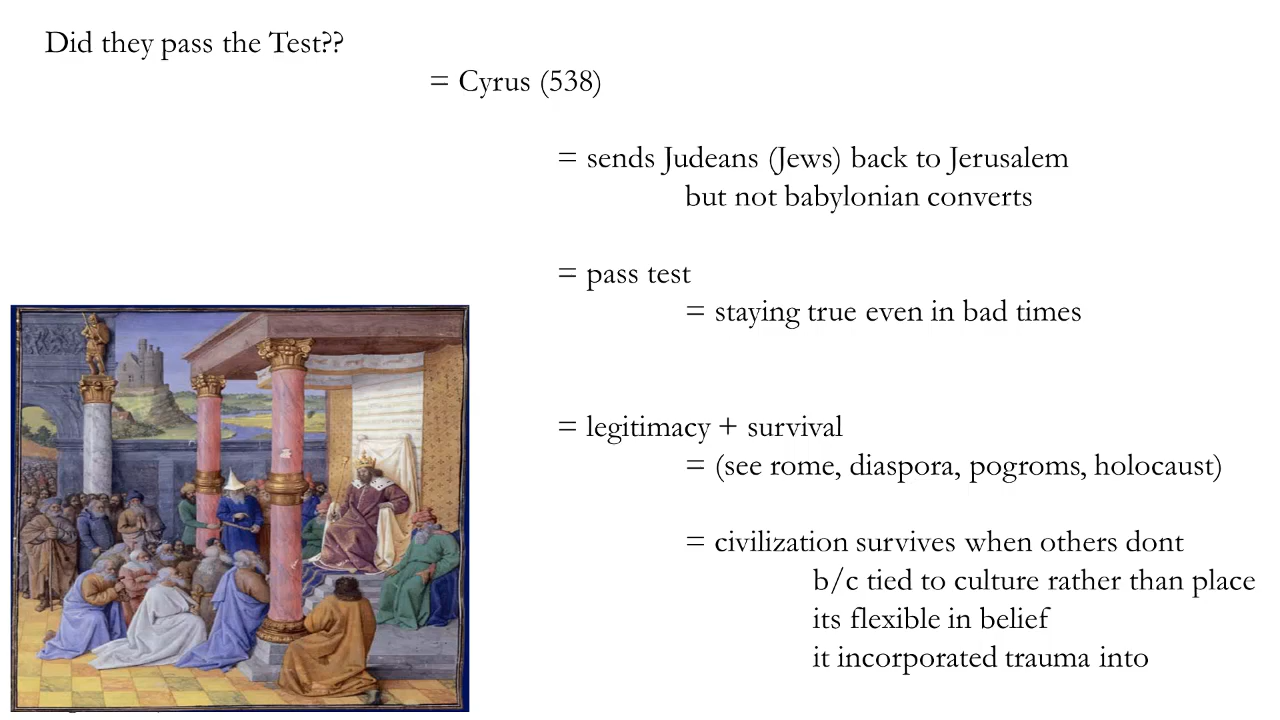 Did they pass the Test??
= Cyrus (538)
= sends Judeans (Jews) back to Jerusalem
but not babylonian converts
= pass test
= staying true even in bad times
= legitimacy + survival
= (see rome, diaspora, pogroms, holocaust)
= civilization survives when others dont
b/c tied to culture rather than place
its flexible in belief
it incorporated trauma into